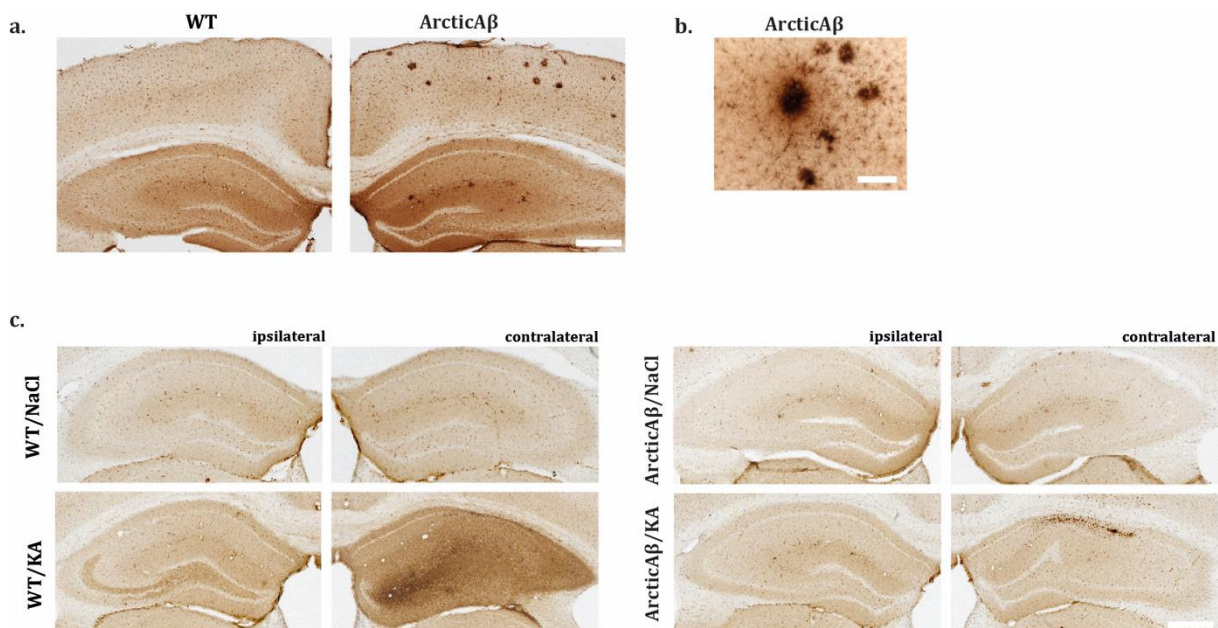 a.
WT
ArcticAβ
b.
ArcticAβ
c.
ipsilateral
contralateral
WT/NaCl
WT/KA
ipsilateral
contralateral
ArcticAβ/NaCl
ArcticAβ/KA